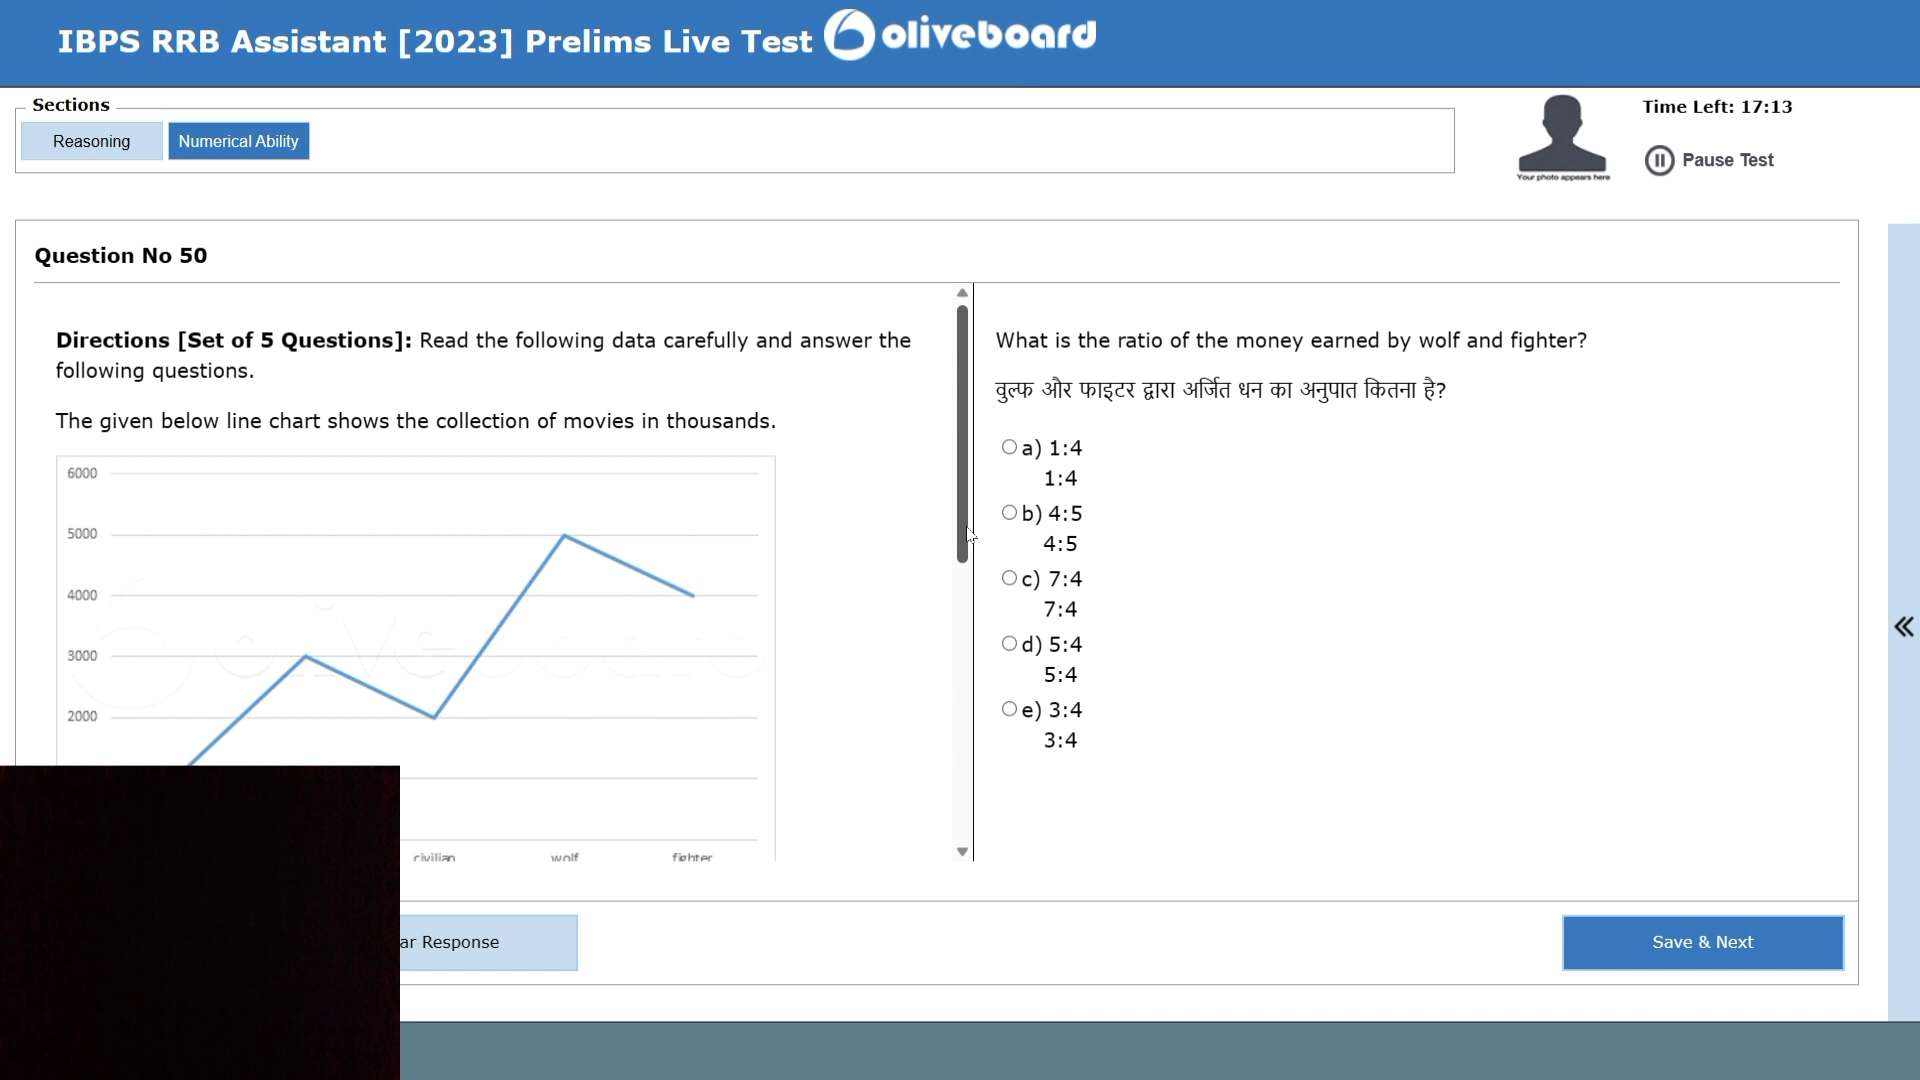 IBPS RRB Assistant [2023] Prelims Live Test oliveboard
Sections
Reasoning
Numerical Ability
Your photo appears here
Time Left: 17:13
Pause Test
Question No 50
Directions [Set of 5 Questions]: Read the following data carefully and answer the
following questions.
The given below line chart shows the collection of movies in thousands.
6000
5000
4000
3000
2000
civilian wolf fighter
What is the ratio of the money earned by wolf and fighter?
वुल्फ और फाइटर द्वारा अर्जित धन का अनुपात कितना है?
a) 1:4
1:4
b) 4:5
4:5
c) 7:4
7:4
d) 5:4
5:4
e) 3:4
3:4
ar Response
Save & Next